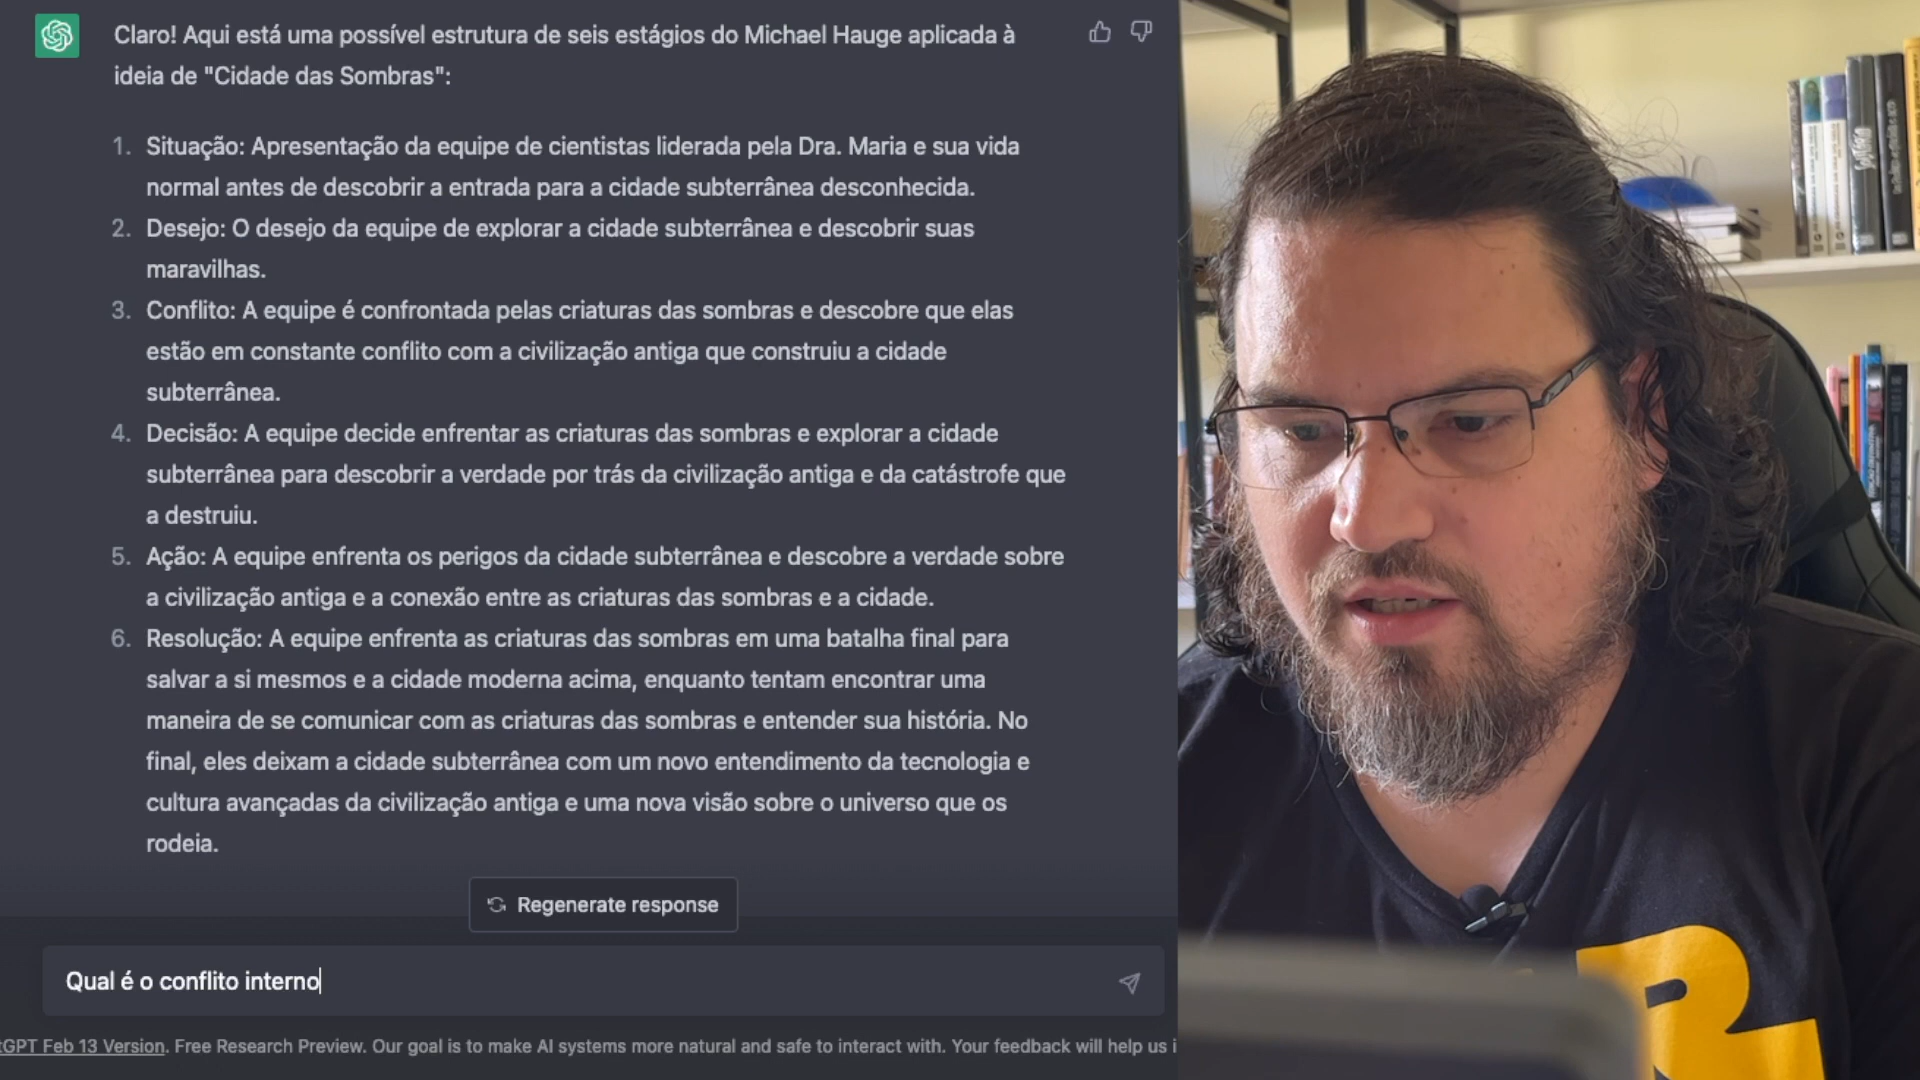 Claro! Aqui está uma possível estrutura de seis estágios do Michael Hauge aplicada à
ideia de "Cidade das Sombras":
1. Situação: Apresentação da equipe de cientistas liderada pela Dra. Maria e sua vida
normal antes de descobrir a entrada para a cidade subterrânea desconhecida.
2. Desejo: O desejo da equipe de explorar a cidade subterrânea e descobrir suas
maravilhas.
3. Conflito: A equipe é confrontada pelas criaturas das sombras e descobre que elas
estão em constante conflito com a civilização antiga que construiu a cidade
subterrânea.
4. Decisão: A equipe decide enfrentar as criaturas das sombras e explorar a cidade
subterrânea para descobrir a verdade por trás da civilização antiga e da catástrofe que
a destruiu.
5. Ação: A equipe enfrenta os perigos da cidade subterrânea e descobre a verdade sobre
a civilização antiga e a conexão entre as criaturas das sombras e a cidade.
6. Resolução: A equipe enfrenta as criaturas das sombras em uma batalha final para
salvar a si mesmos e a cidade moderna acima, enquanto tentam encontrar uma
maneira de se comunicar com as criaturas das sombras e entender sua história. No
final, eles deixam a cidade subterrânea com um novo entendimento da tecnologia e
cultura avançadas da civilização antiga e uma nova visão sobre o universo que os
rodeia.
Regenerate response
Qual é o conflito interno
tGPT Feb 13 Version. Free Research Preview. Our goal is to make AI systems more natural and safe to interact with. Your feedback will help us i
R